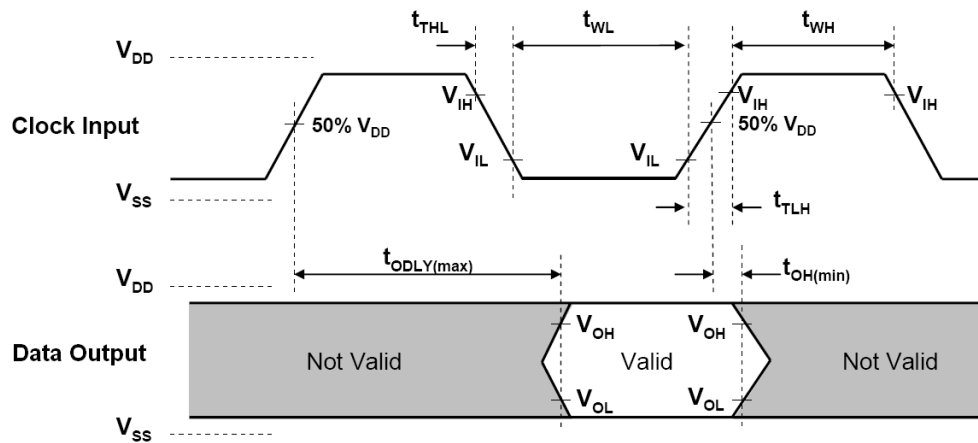 t_THL t_WL t_WH
V_DD
V_IH V_IH V_IH
Clock Input 50% V_DD 50% V_DD
V_IL V_IL
V_SS
t_TLH
t_ODLY(max) t_OH(min)
V_DD
V_OH V_OH
Data Output Not Valid Valid Not Valid
V_OL V_OL
V_SS